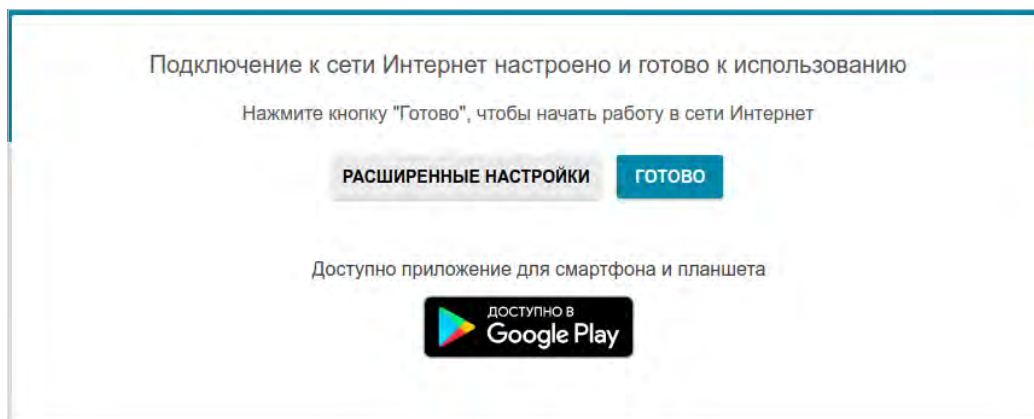 Подключение к сети Интернет настроено и готово к использованию
Нажмите кнопку "Готово", чтобы начать работу в сети Интернет
РАСШИРЕННЫЕ НАСТРОЙКИ ГОТОВО
Доступно приложение для смартфона и планшета
ДОСТУПНО В
Google Play